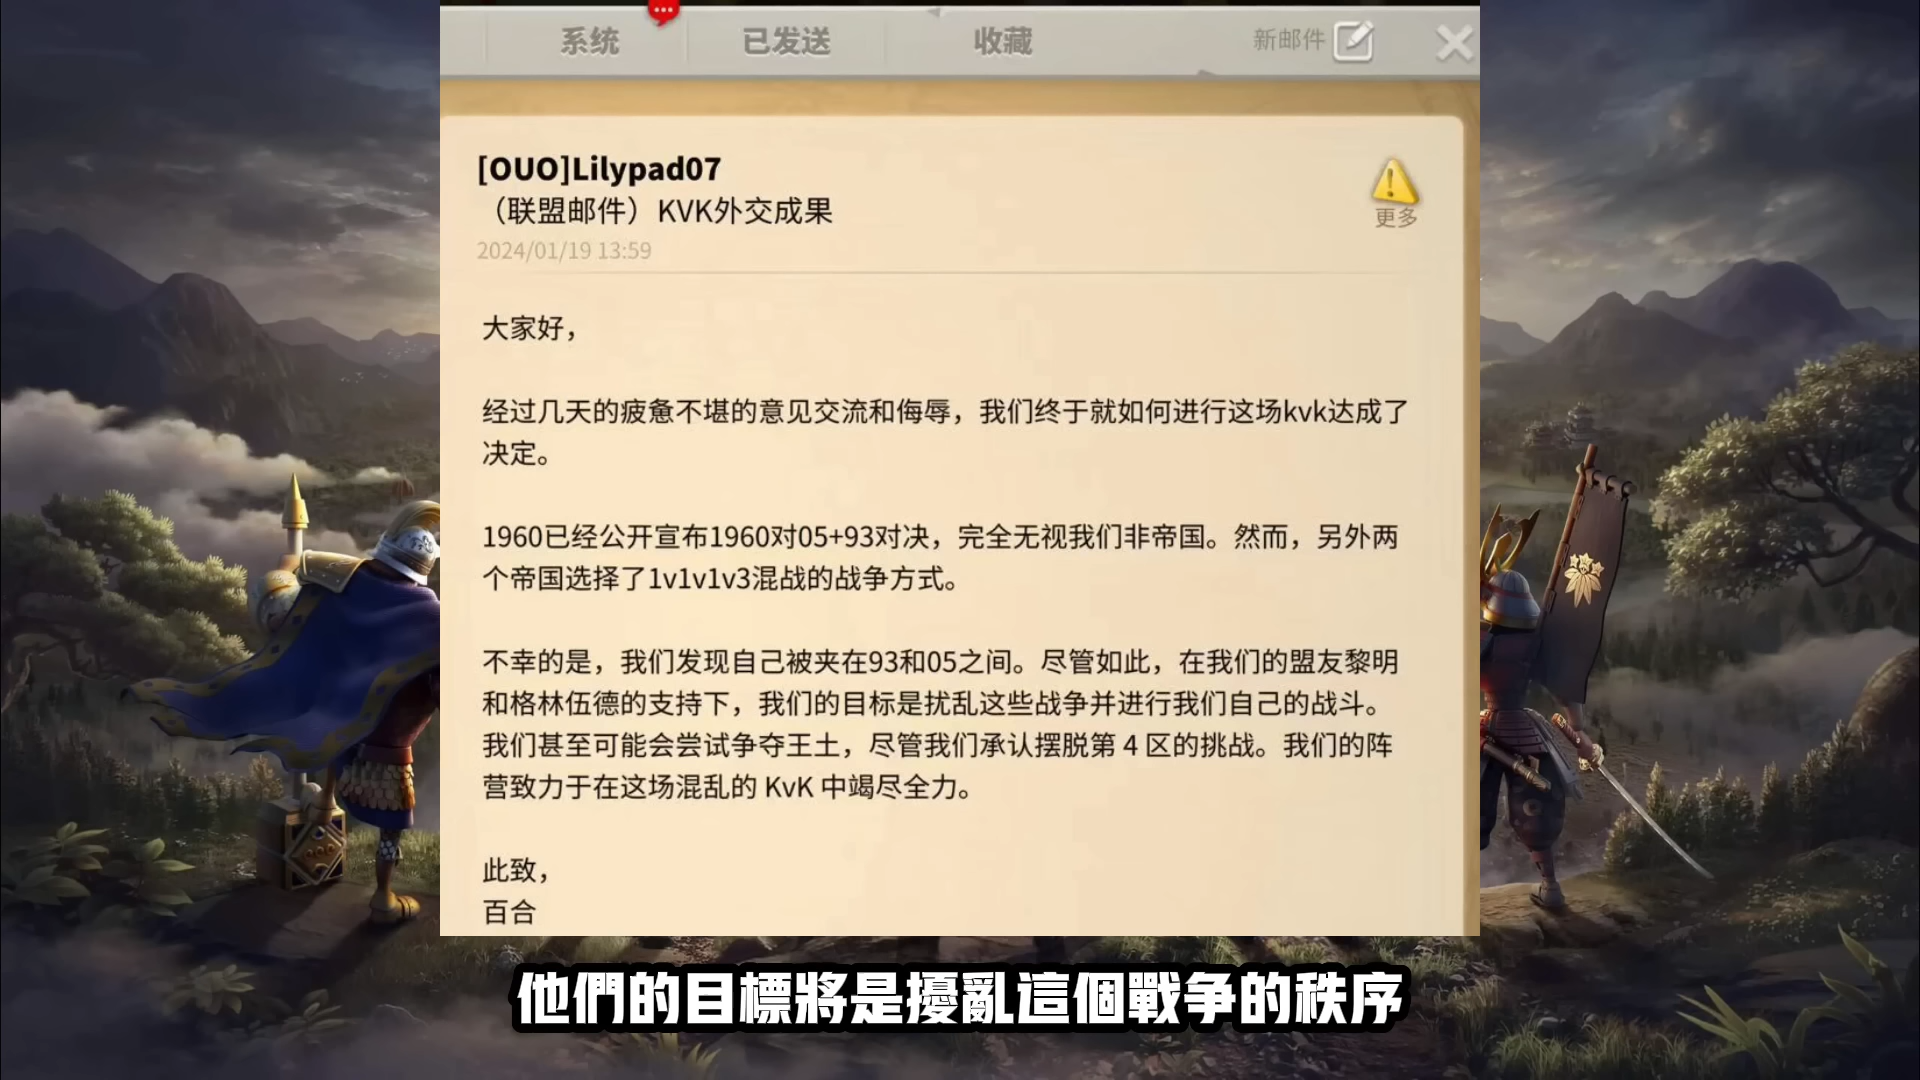 系统
已发送
收藏
新邮件
[OUO]Lilypad07
（联盟邮件）KVK外交成果
更多
2024/01/19 13:59
大家好，
经过几天的疲惫不堪的意见交流和侮辱，我们终于就如何进行这场kvk达成了
决定。
1960已经公开宣布1960对05+93对决，完全无视我们非帝国。然而，另外两
个帝国选择了1v1v1v3混战的战争方式。
不幸的是，我们发现自己被夹在93和05之间。尽管如此，在我们的盟友黎明
和格林伍德的支持下，我们的目标是扰乱这些战争并进行我们自己的战斗。
我们甚至可能会尝试争夺王土，尽管我们承认摆脱第 4 区的挑战。我们的阵
营致力于在这场混乱的 KvK 中竭尽全力。
此致，
百合
他們的目標將是擾亂這個戰爭的秩序